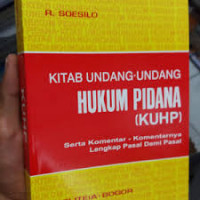 R. SOESILO
KITAB UNDANG-UNDANG
HUKUM PIDANA
(KUHP)
Serta Komentar - Komentarnya
Lengkap Pasal Demi Pasal
BOGOR